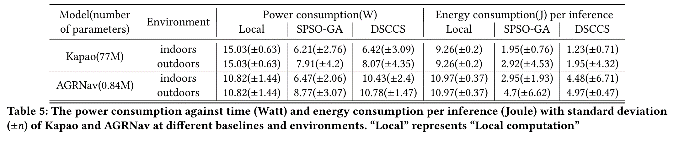 Model(number of parameters) Environment Power consumption(W) Energy consumption(J) per inference
Local SPSO-GA DSCCS Local SPSO-GA DSCCS
Kapao(77M) indoors 15.03(±0.63) 6.21(±2.76) 6.42(±3.09) 9.26(±0.2) 1.95(±0.76) 1.23(±0.71)
outdoors 15.03(±0.63) 7.91(±4.2) 8.07(±4.35) 9.26(±0.2) 2.92(±4.53) 1.95(±4.32)
AGRNav(0.84M) indoors 10.82(±1.44) 6.47(±2.06) 10.43(±2.4) 10.97(±0.37) 2.95(±1.93) 4.48(±6.71)
outdoors 10.82(±1.44) 8.77(±3.07) 10.78(±1.47) 10.97(±0.37) 4.7(±6.62) 4.97(±0.47)
Table 5: The power consumption against time (Watt) and energy consumption per inference (Joule) with standard deviation
(±n) of Kapao and AGRNav at different baselines and environments. “Local” represents “Local computation”